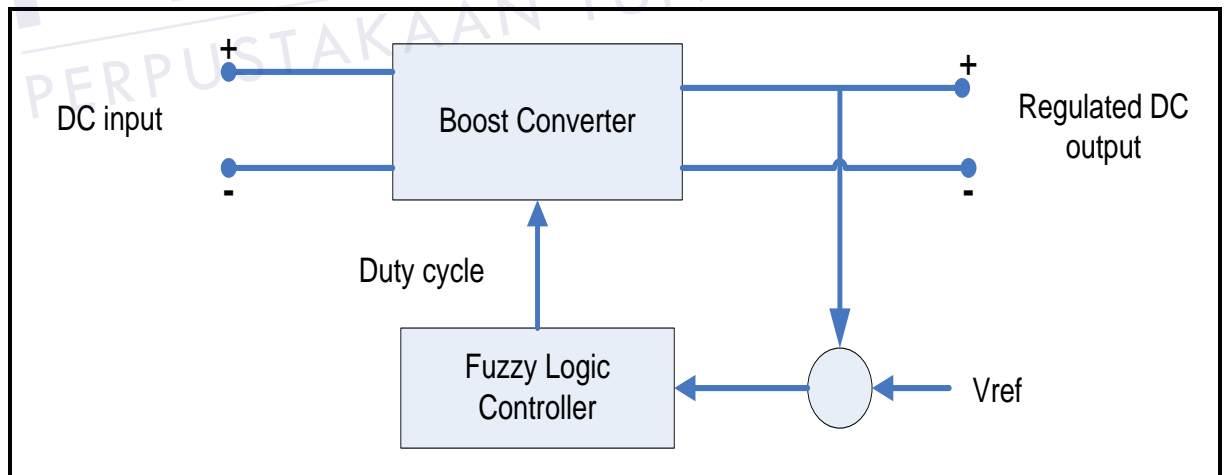 PERPUSTAKAAN
+
DC input
-
Boost Converter
+
Regulated DC
output
-
Duty cycle
Fuzzy Logic
Controller
Vref